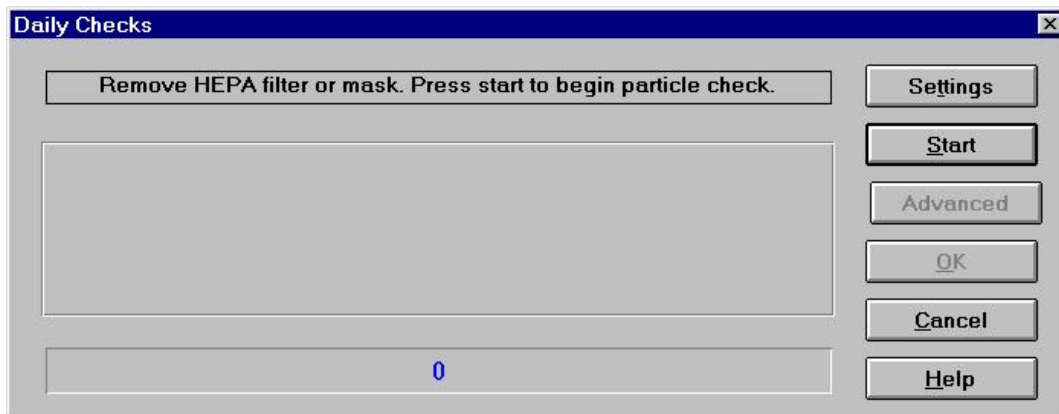 Daily Checks
Remove HEPA filter or mask. Press start to begin particle check.
Settings
Start
Advanced
OK
Cancel
0
Help